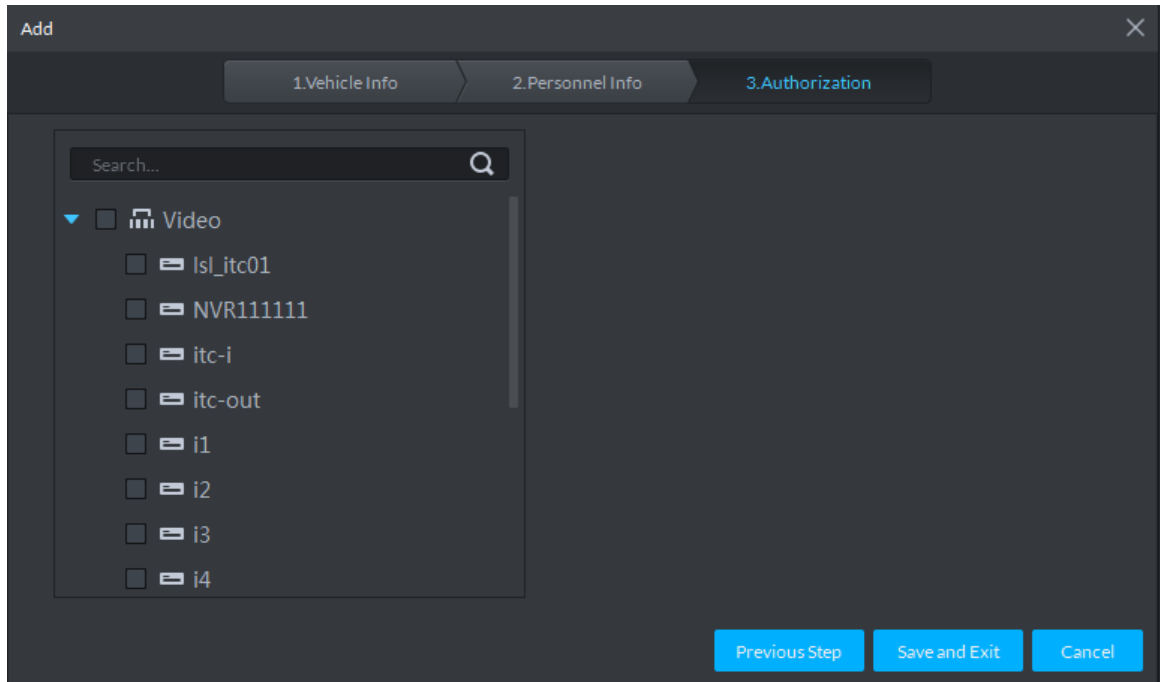 Add
1.Vehicle Info 2.Personnel Info 3.Authorization
Search...
Video
lsl_itc01
NVR111111
itc-i
itc-out
i1
i2
i3
i4
Previous Step Save and Exit Cancel